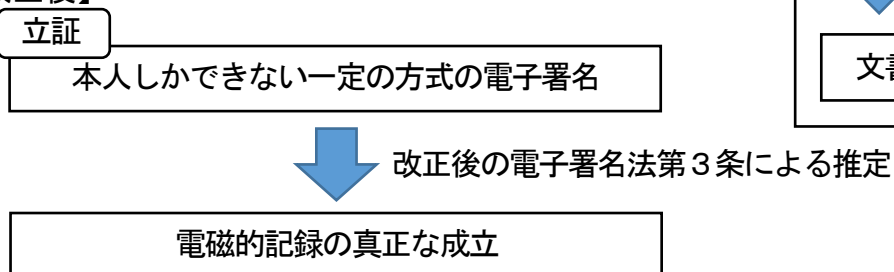 後】
立証
本人しかできない一定の方式の電子署名
文書
改正後の電子署名法第３条による推定
電磁的記録の真正な成立